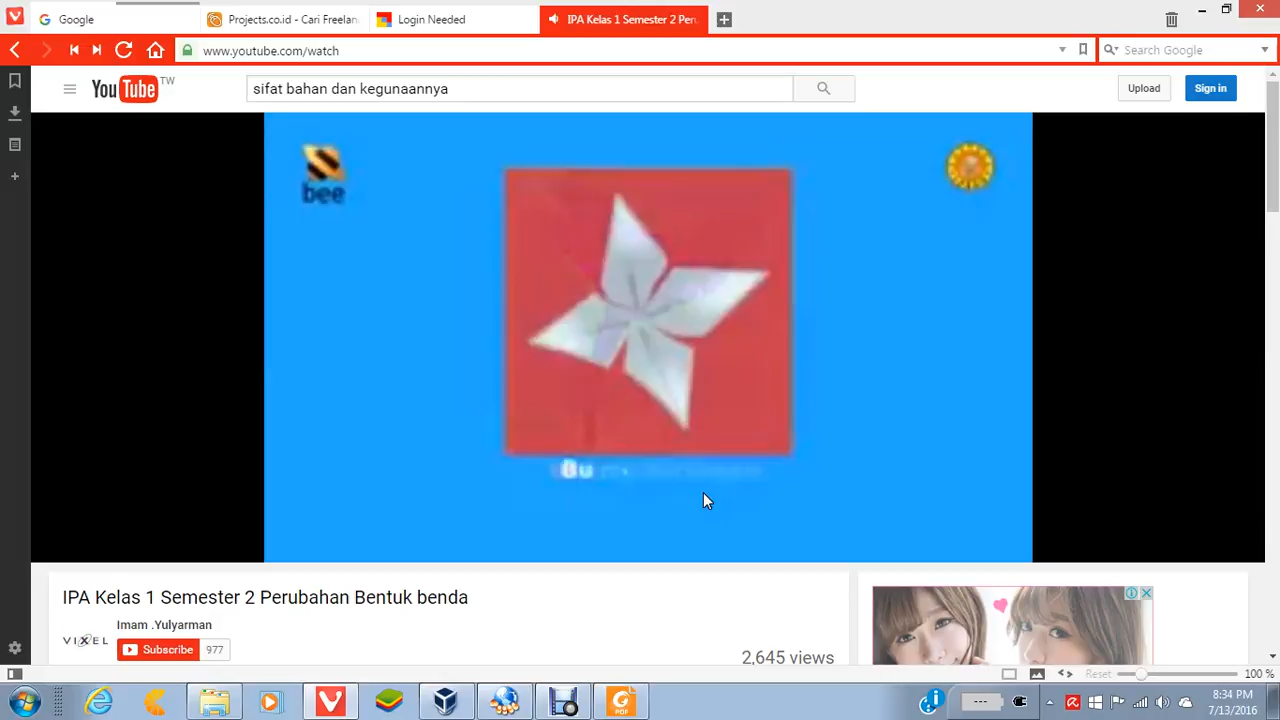 Google
Projects.co.id - Cari Freelan
Login Needed
IPA Kelas 1 Semester 2 Peru
www.youtube.com/watch
Search Google
YouTube TW
sifat bahan dan kegunaannya
Upload
Sign in
bee
IPA Kelas 1 Semester 2 Perubahan Bentuk benda
VIXEL
Imam .Yulyarman
Subscribe 977
2,645 views
Reset
100 %
PDF
---
8:34 PM
7/13/2016